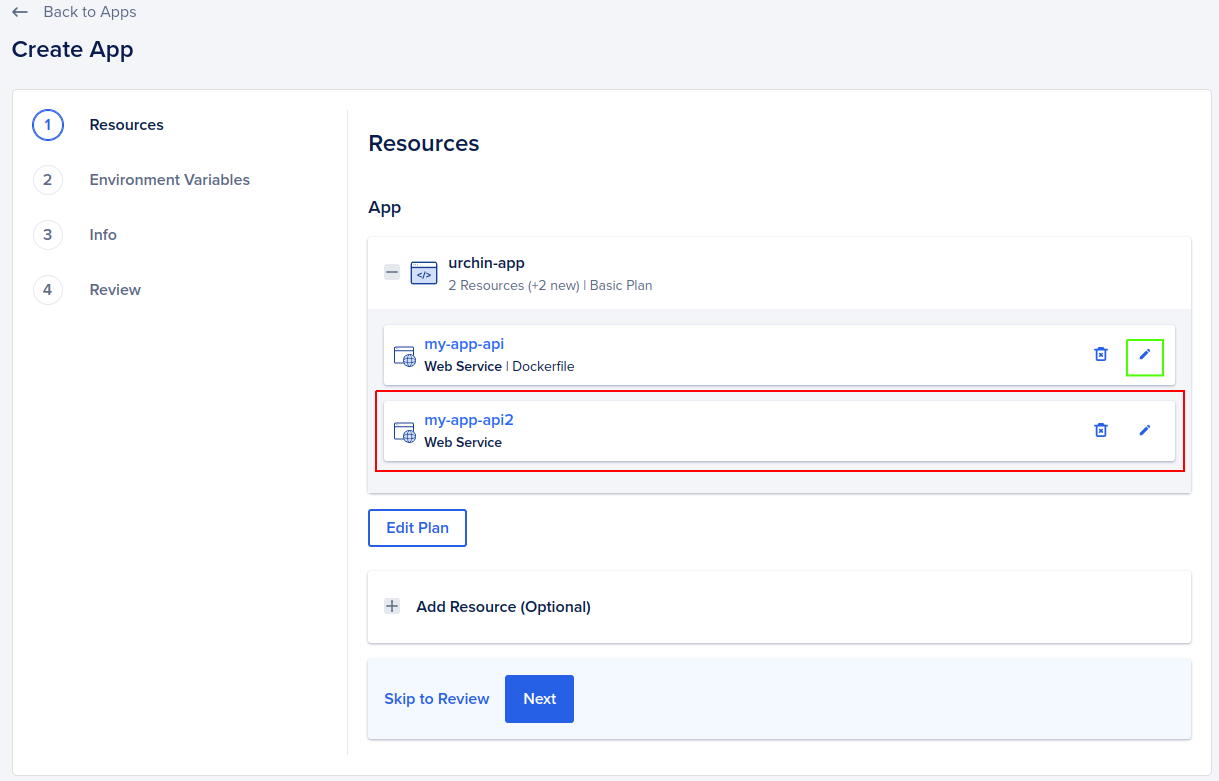 Back to Apps
Create App
1 Resources
2 Environment Variables
3 Info
4 Review
Resources
App
</> urchin-app
2 Resources (+2 new) | Basic Plan
my-app-api
Web Service | Dockerfile
my-app-api2
Web Service
Edit Plan
Add Resource (Optional)
Skip to Review Next